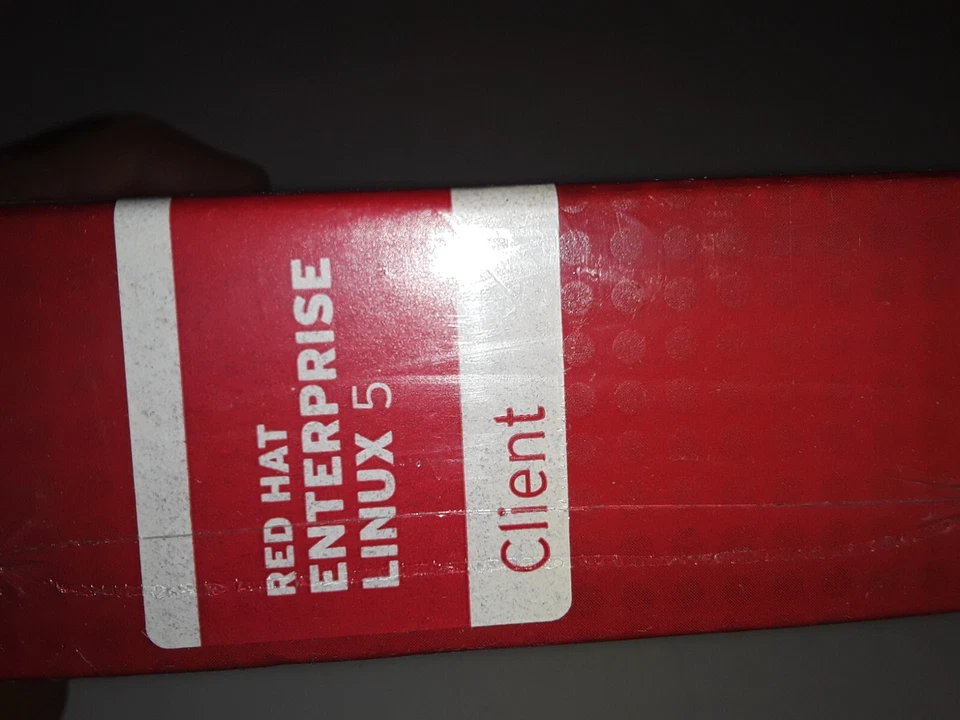 RED HAT
ENTERPRISE
LINUX 5
Client